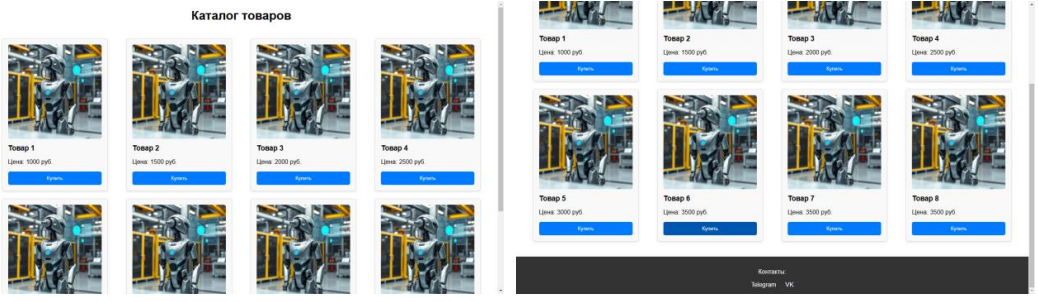 Каталог товаров
Товар 1 Товар 2 Товар 3 Товар 4
Цена: 1000 руб. Цена: 1500 руб. Цена: 2000 руб. Цена: 2500 руб.
Купить Купить Купить Купить
Товар 1 Товар 2 Товар 3 Товар 4
Цена: 1000 руб. Цена: 1500 руб. Цена: 2000 руб. Цена: 2500 руб.
Купить Купить Купить Купить
Товар 5 Товар 6 Товар 7 Товар 8
Цена: 3000 руб. Цена: 3500 руб. Цена: 3500 руб. Цена: 3500 руб.
Купить Купить Купить Купить
Контакты:
Telegram VK